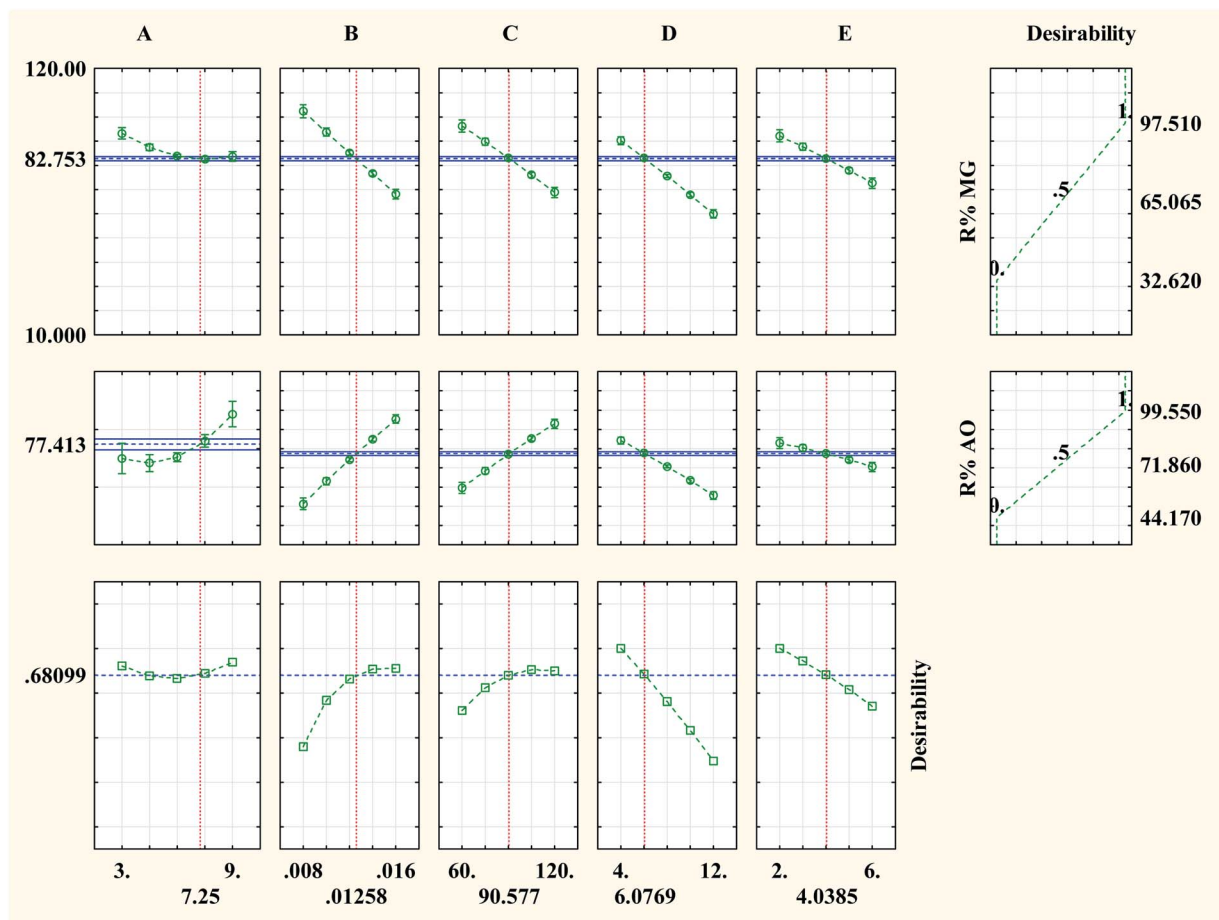 A B C D E Desirability
120.00
82.753
10.000
R% MG
1.
.5
0.
97.510
65.065
32.620
77.413
R% AO
1.
.5
0.
99.550
71.860
44.170
.68099
Desirability
3. 9. .008 .016 60. 120. 4. 12. 2. 6.
7.25 .01258 90.577 6.0769 4.0385